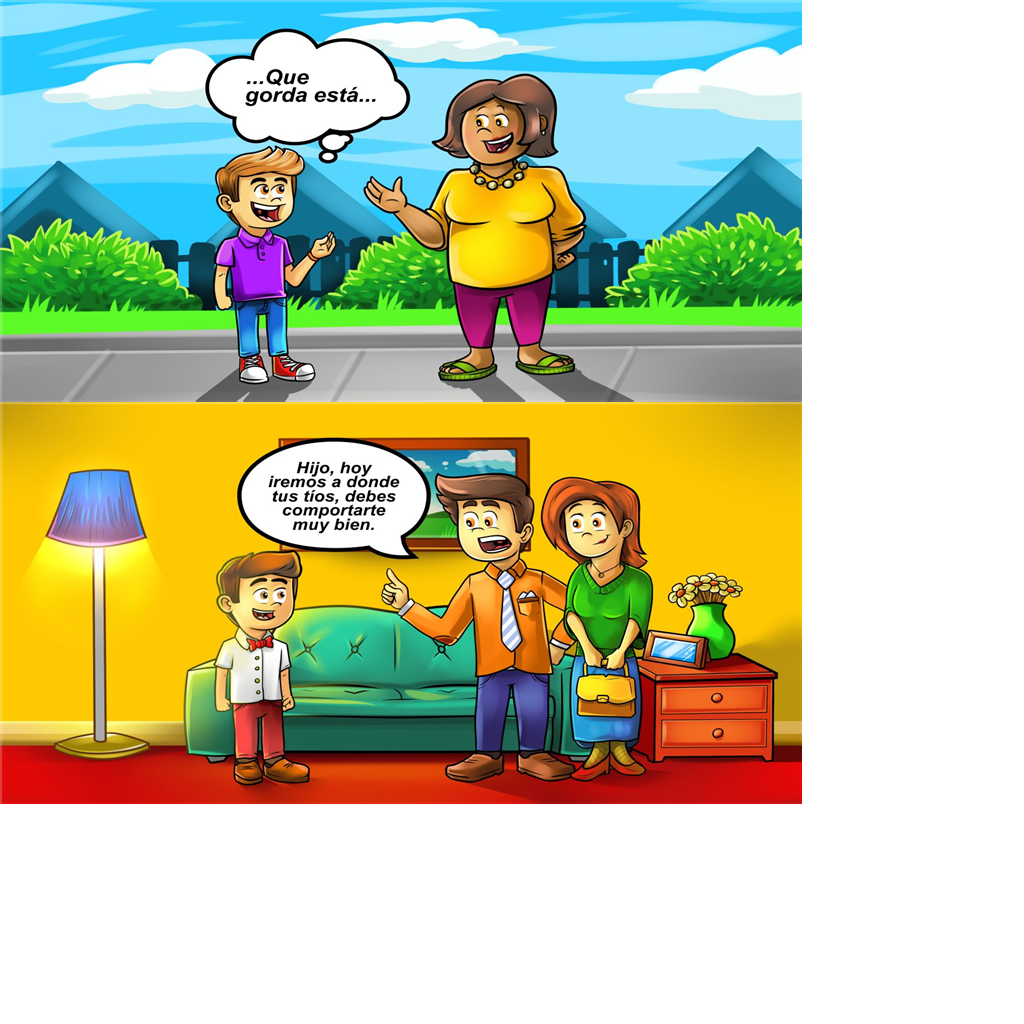 ...Que
gorda está...
Hijo, hoy
iremos a donde
tus tíos, debes
comportarte
muy bien.